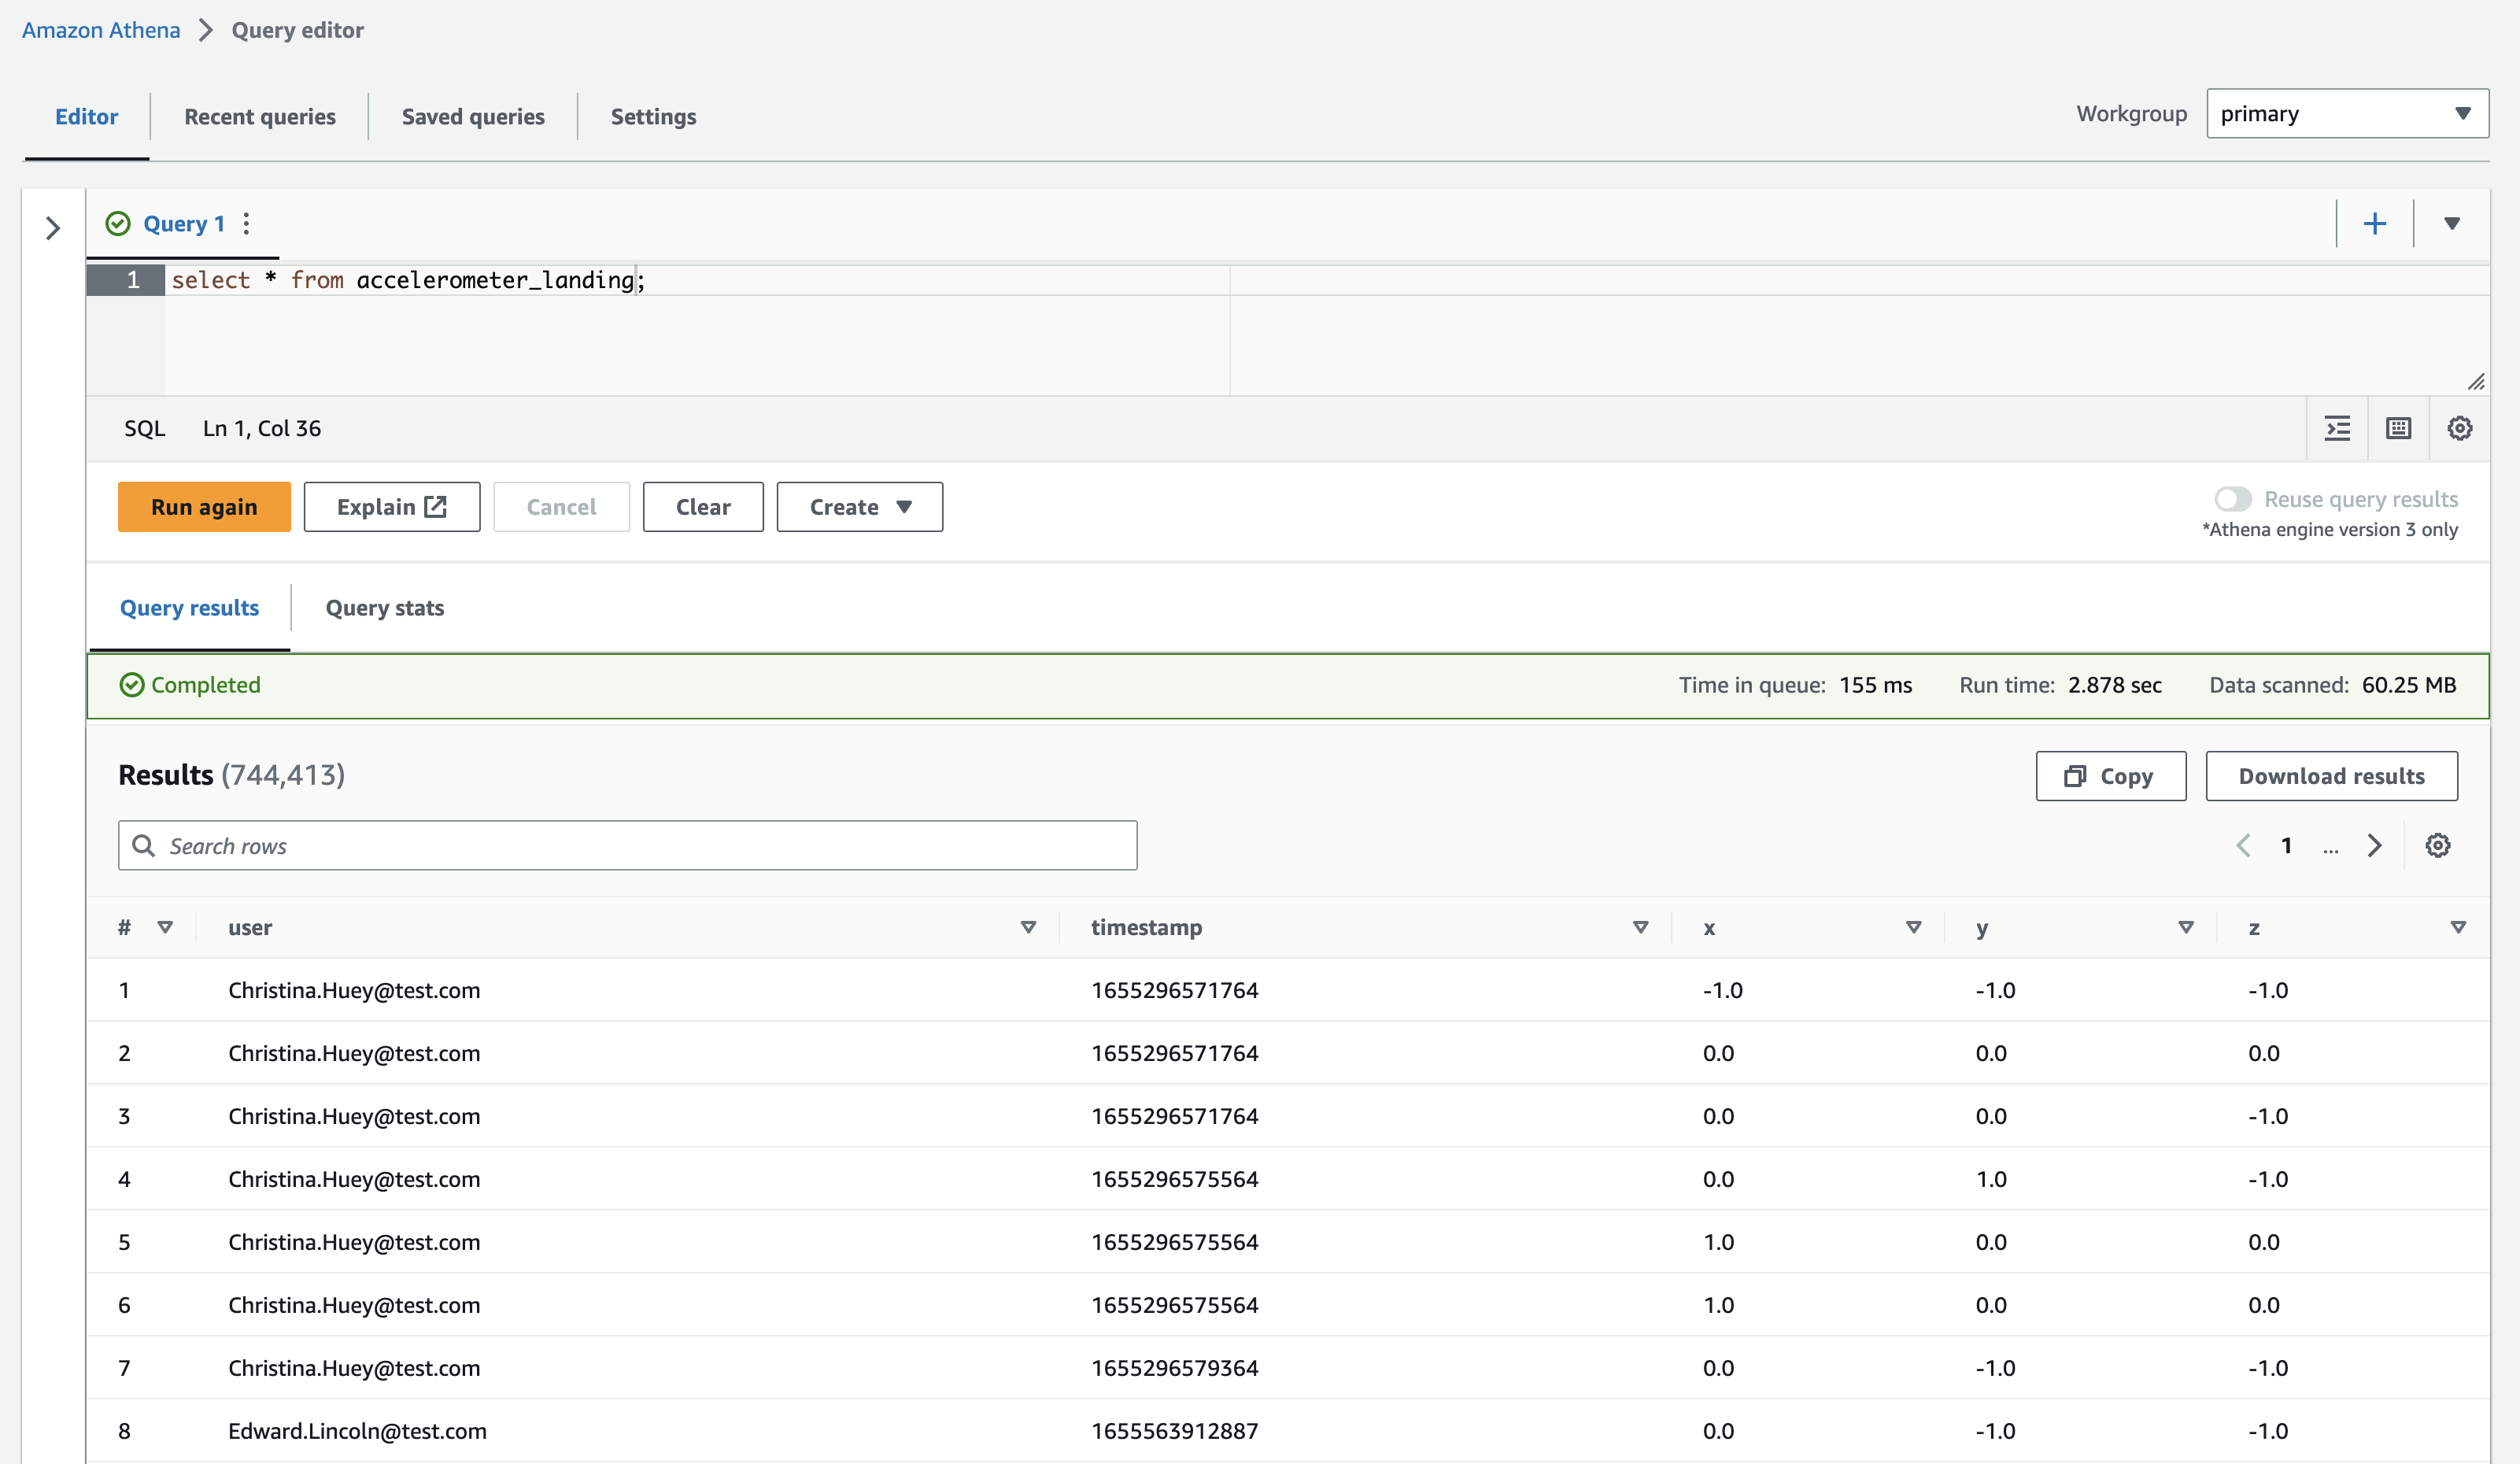 Amazon Athena Query editor
Editor Recent queries Saved queries Settings Workgroup primary
Query 1
1 select * from accelerometer_landing;
SQL Ln 1, Col 36
Run again Explain Cancel Clear Create Reuse query results
*Athena engine version 3 only
Query results Query stats
Completed Time in queue: 155 ms Run time: 2.878 sec Data scanned: 60.25 MB
Results (744,413) Copy Download results
Search rows 1 ...
# user timestamp x y z
1 Christina.Huey@test.com 1655296571764 -1.0 -1.0 -1.0
2 Christina.Huey@test.com 1655296571764 0.0 0.0 0.0
3 Christina.Huey@test.com 1655296571764 0.0 0.0 -1.0
4 Christina.Huey@test.com 1655296575564 0.0 1.0 -1.0
5 Christina.Huey@test.com 1655296575564 1.0 0.0 0.0
6 Christina.Huey@test.com 1655296575564 1.0 0.0 0.0
7 Christina.Huey@test.com 1655296579364 0.0 -1.0 -1.0
8 Edward.Lincoln@test.com 1655563912887 0.0 -1.0 -1.0